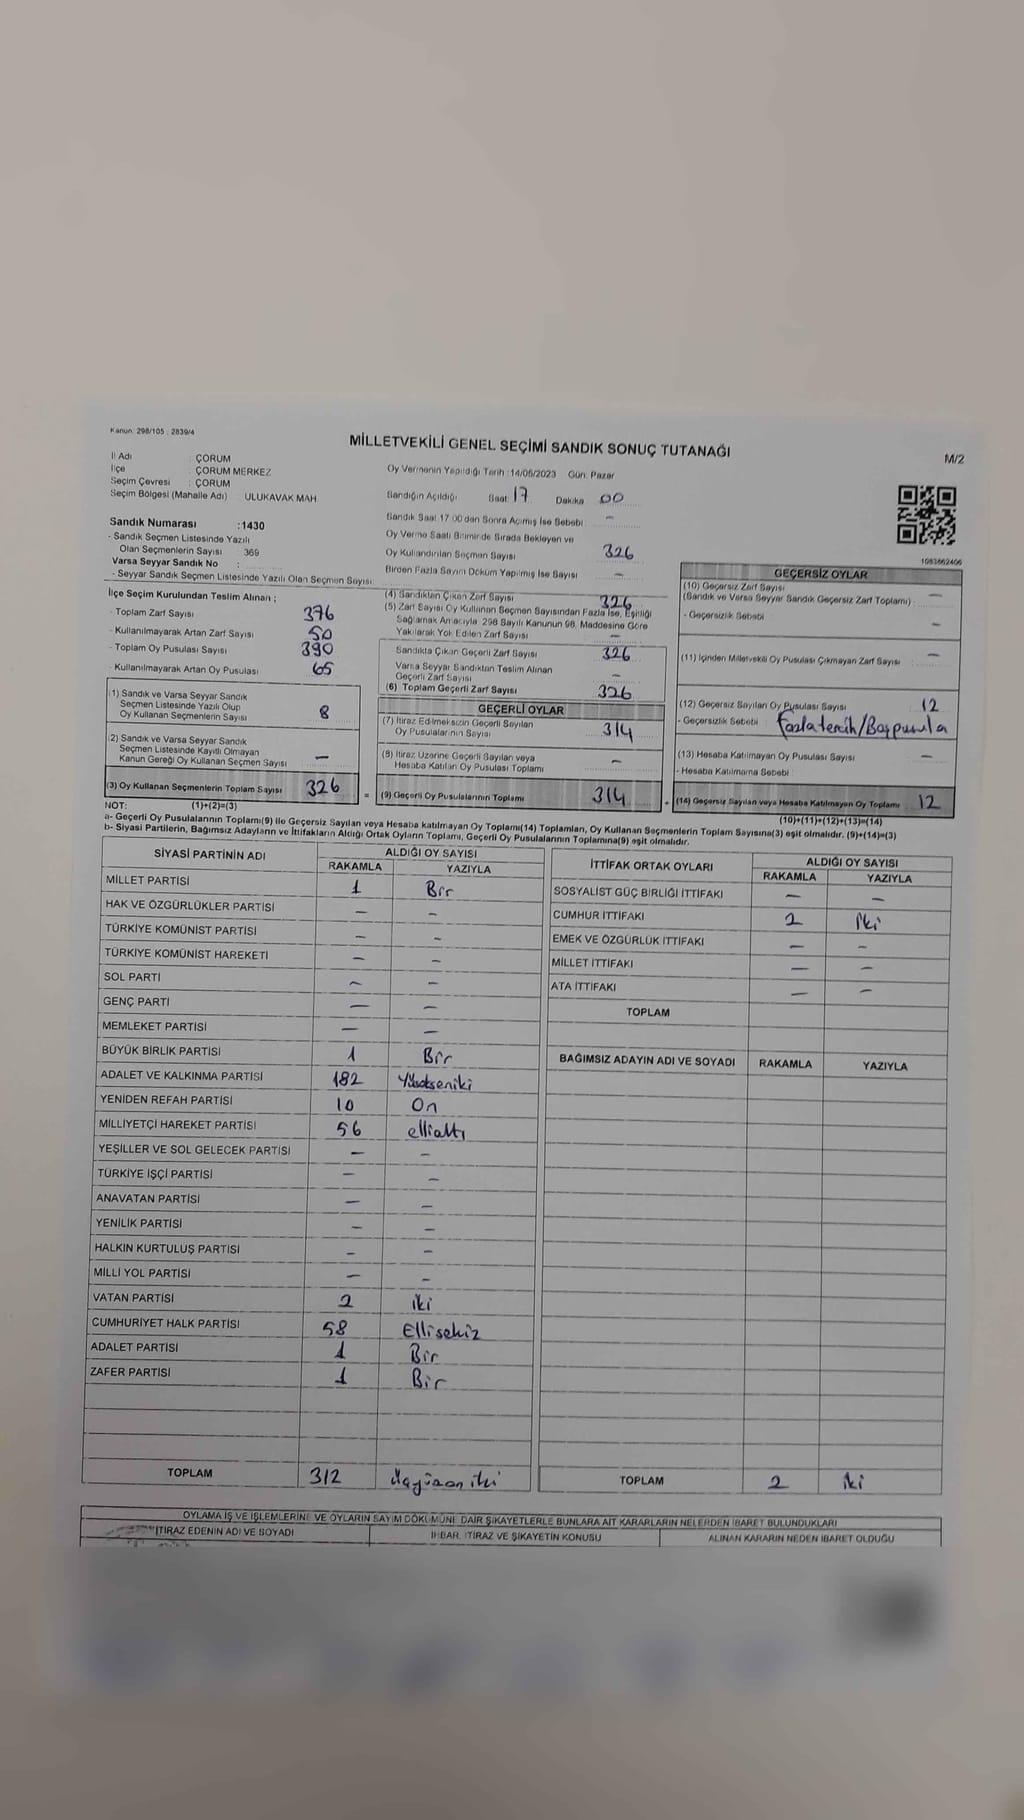 Kanun: 298/105 : 2839/4
MİLLETVEKİLİ GENEL SEÇİMİ SANDIK SONUÇ TUTANAĞI
M/2
İl Adı : ÇORUM
İlçe : ÇORUM MERKEZ
Seçim Çevresi : ÇORUM
Seçim Bölgesi (Mahalle Adı) ULUKAVAK MAH.
Sandık Numarası :1430
- Sandık Seçmen Listesinde Yazılı
Olan Seçmenlerin Sayısı 369
Varsa Seyyar Sandık No :
- Seyyar Sandık Seçmen Listesinde Yazılı Olan Seçmen Sayısı:
Oy Vermenin Yapıldığı Tarih :14/05/2023 Gün: Pazar
Sandığın Açıldığı Saat 17 Dakika 00
Sandık Saat 17:00'den Sonra Açılmış İse Sebebi : –
Oy Verme Saati Bitiminde Sırada Bekleyen ve
Oy Kullandırılan Seçmen Sayısı 326
Birden Fazla Sayım Döküm Yapılmış İse Sayısı –
1083862406
İlçe Seçim Kurulundan Teslim Alınan ;
- Toplam Zarf Sayısı 376
- Kullanılmayarak Artan Zarf Sayısı 50
- Toplam Oy Pusulası Sayısı 390
- Kullanılmayarak Artan Oy Pusulası 65
(1) Sandık ve Varsa Seyyar Sandık
Seçmen Listesinde Yazılı Olup
Oy Kullanan Seçmenlerin Sayısı 8
(2) Sandık ve Varsa Seyyar Sandık
Seçmen Listesinde Kayıtlı Olmayan
Kanun Gereği Oy Kullanan Seçmen Sayısı –
(3) Oy Kullanan Seçmenlerin Toplam Sayısı 326
(4) Sandıktan Çıkan Zarf Sayısı 326
(5) Zarf Sayısı Oy Kullanan Seçmen Sayısından Fazla İse, Eşitliği
Sağlamak Amacıyla 298 Sayılı Kanunun 98. Maddesine Göre
Yakılarak Yok Edilen Zarf Sayısı –
Sandıkta Çıkan Geçerli Zarf Sayısı 326
Varsa Seyyar Sandıktan Teslim Alınan
Geçerli Zarf Sayısı –
(6) Toplam Geçerli Zarf Sayısı 326
GEÇERLİ OYLAR
(7) İtiraz Edilmeksizin Geçerli Sayılan
Oy Pusulalarının Sayısı 314
(8) İtiraz Üzerine Geçerli Sayılan veya
Hesaba Katılan Oy Pusulası Toplamı –
= (9) Geçerli Oy Pusulalarının Toplamı 314
GEÇERSİZ OYLAR
(10) Geçersiz Zarf Sayısı
(Sandık ve Varsa Seyyar Sandık Geçersiz Zarf Toplamı) : –
- Geçersizlik Sebebi : –
(11) İçinden Milletvekili Oy Pusulası Çıkmayan Zarf Sayısı : –
(12) Geçersiz Sayılan Oy Pusulası Sayısı 12
- Geçersizlik Sebebi : Fazla tercih/Boş pusula
(13) Hesaba Katılmayan Oy Pusulası Sayısı –
- Hesaba Katılmama Sebebi :
+ (14) Geçersiz Sayılan veya Hesaba Katılmayan Oy Toplamı 12
NOT: (1)+(2)=(3)
(10)+(11)+(12)+(13)=(14)
a- Geçerli Oy Pusulalarının Toplamı(9) ile Geçersiz Sayılan veya Hesaba katılmayan Oy Toplamı(14) Toplamları, Oy Kullanan Seçmenlerin Toplam Sayısına(3) eşit olmalıdır. (9)+(14)=(3)
b- Siyasi Partilerin, Bağımsız Adayların ve İttifakların Aldığı Ortak Oyların Toplamı, Geçerli Oy Pusulalarının Toplamına(9) eşit olmalıdır.
SİYASİ PARTİNİN ADI ALDIĞI OY SAYISI
RAKAMLA YAZIYLA
MİLLET PARTİSİ 1 Bir
HAK VE ÖZGÜRLÜKLER PARTİSİ – –
TÜRKİYE KOMÜNİST PARTİSİ – –
TÜRKİYE KOMÜNİST HAREKETİ – –
SOL PARTİ – –
GENÇ PARTİ – –
MEMLEKET PARTİSİ – –
BÜYÜK BİRLİK PARTİSİ 1 Bir
ADALET VE KALKINMA PARTİSİ 182 Yüzsekseniki
YENİDEN REFAH PARTİSİ 10 On
MİLLİYETÇİ HAREKET PARTİSİ 56 elliAltı
YEŞİLLER VE SOL GELECEK PARTİSİ – –
TÜRKİYE İŞÇİ PARTİSİ – –
ANAVATAN PARTİSİ – –
YENİLİK PARTİSİ – –
HALKIN KURTULUŞ PARTİSİ – –
MİLLİ YOL PARTİSİ – –
VATAN PARTİSİ 2 iki
CUMHURİYET HALK PARTİSİ 58 Ellisekiz
ADALET PARTİSİ 1 Bir
ZAFER PARTİSİ 1 Bir
TOPLAM 312 üçyüzon iki
İTTİFAK ORTAK OYLARI ALDIĞI OY SAYISI
RAKAMLA YAZIYLA
SOSYALİST GÜÇ BİRLİĞİ İTTİFAKI – –
CUMHUR İTTİFAKI 2 İki
EMEK VE ÖZGÜRLÜK İTTİFAKI – –
MİLLET İTTİFAKI – –
ATA İTTİFAKI – –
TOPLAM
BAĞIMSIZ ADAYIN ADI VE SOYADI RAKAMLA YAZIYLA
TOPLAM 2 iki
OYLAMA İŞ VE İŞLEMLERİNE VE OYLARIN SAYIM DÖKÜMÜNE DAİR ŞİKAYETLERLE BUNLARA AİT KARARLARIN NELERDEN İBARET BULUNDUKLARI
İTİRAZ EDENİN ADI VE SOYADI
İHBAR, İTİRAZ VE ŞİKAYETİN KONUSU
ALINAN KARARIN NEDEN İBARET OLDUĞU